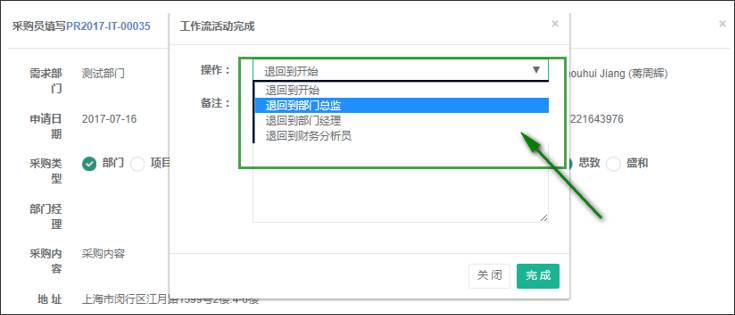 采购员填写PR2017-IT-00035
工作流活动完成
×
×
需求部门
测试部门
操作：
退回到开始
ouhui Jiang (蒋周辉)
退回到开始
退回到部门总监
退回到部门经理
退回到财务分析员
备注：
申请日期
2017-07-16
221643976
采购类型
部门
项目
思致
盛和
部门经理
采购内容
采购内容
关闭
完成
地址
上海市闵行区江月路1599号2楼.4-6楼